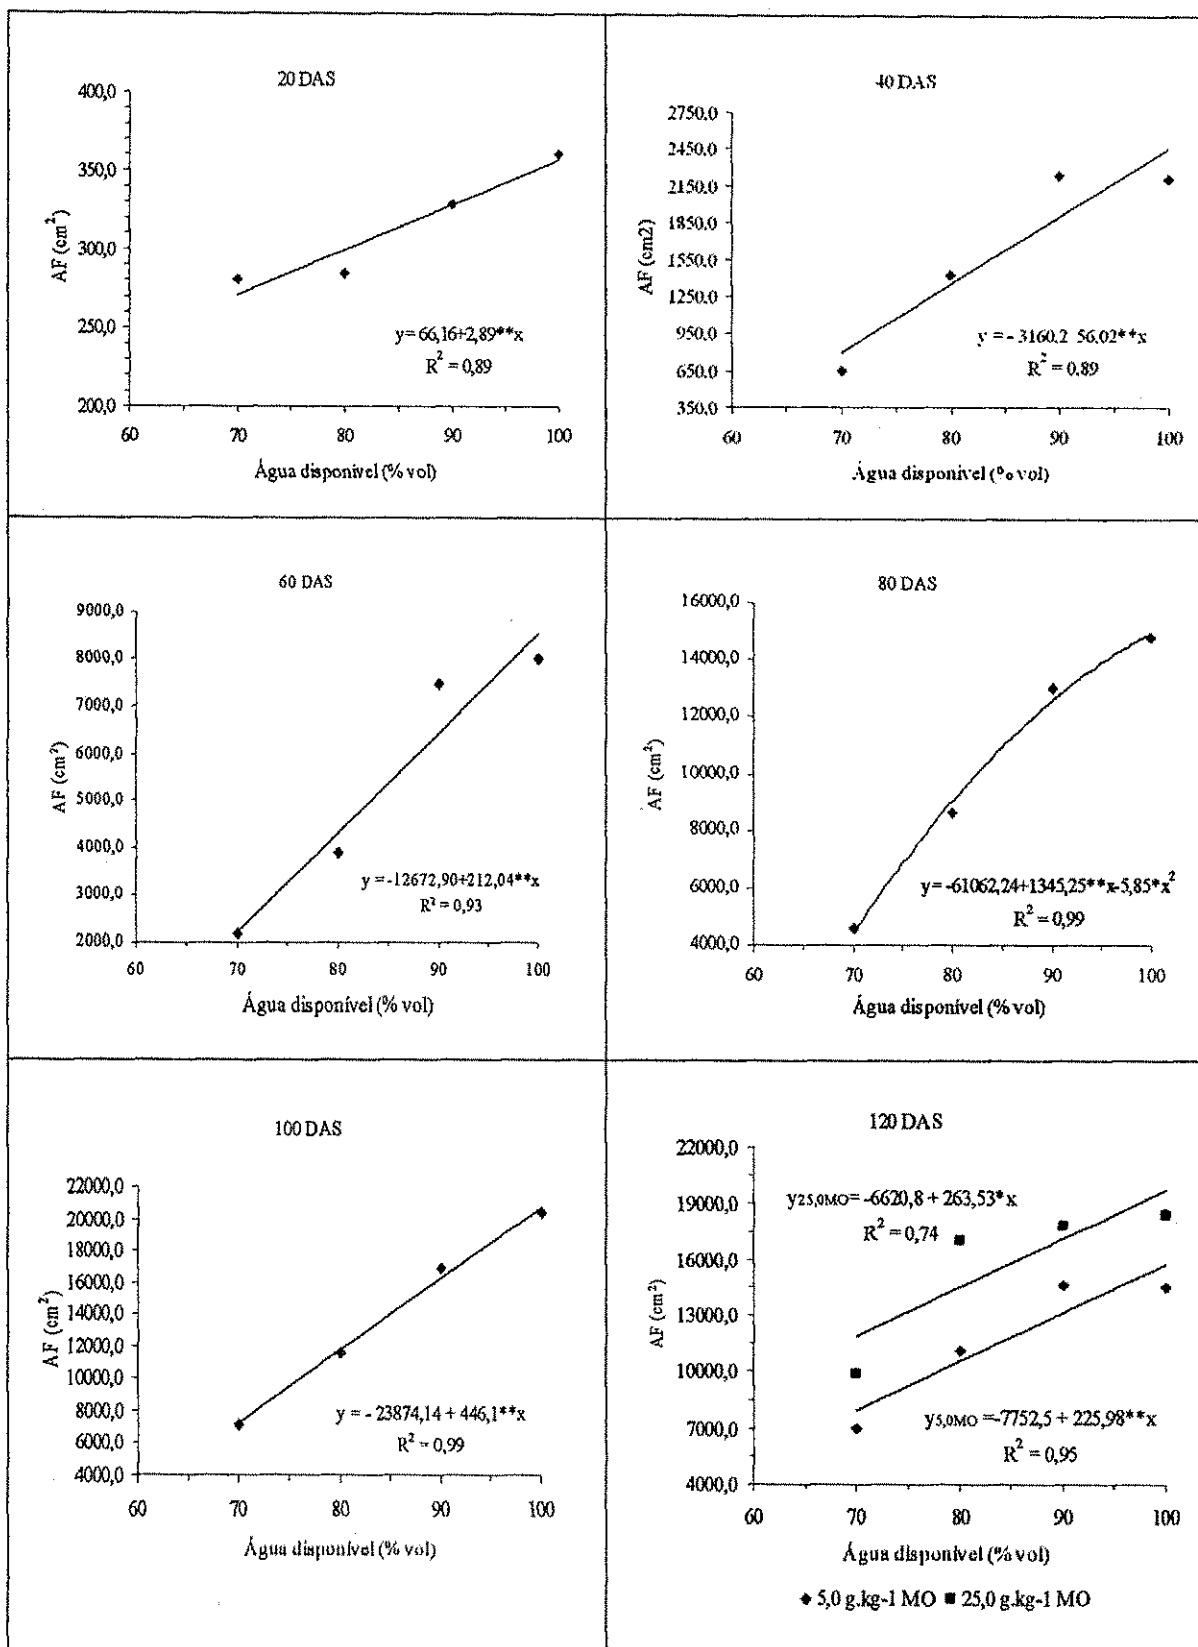 20 DAS
400,0
350,0
300,0
250,0
200,0
AF (cm²)
y= 66,16+2,89**x
R² = 0,89
60 70 80 90 100
Água disponível (% vol)
40 DAS
2750.0
2450.0
2150.0
1850.0
1550.0
1250.0
950.0
650.0
350.0
AF (cm2)
y = - 3160.2 56.02**x
R² = 0.89
60 70 80 90 100
Água disponível (% vol)
60 DAS
9000,0
8000,0
7000,0
6000,0
5000,0
4000,0
3000,0
2000,0
AF (cm²)
y = -12672,90+212,04**x
R² = 0,93
60 70 80 90 100
Água disponível (% vol)
80 DAS
16000,0
14000,0
12000,0
10000,0
8000,0
6000,0
4000,0
AF (cm²)
y= -61062,24+1345,25**x-5,85*x²
R² = 0,99
60 70 80 90 100
Água disponível (% vol)
100 DAS
22000,0
20000,0
18000,0
16000,0
14000,0
12000,0
10000,0
8000,0
6000,0
4000,0
AF (cm²)
y = - 23874,14 + 446,1**x
R² = 0,99
60 70 80 90 100
Água disponível (% vol)
120 DAS
22000,0
19000,0
16000,0
13000,0
10000,0
7000,0
4000,0
AF (cm²)
y25,0MO= -6620,8 + 263,53*x
R² = 0,74
y5,0MO =-7752,5 + 225,98**x
R² = 0,95
60 70 80 90 100
Água disponível (% vol)
◆ 5,0 g.kg-1 MO ■ 25,0 g.kg-1 MO